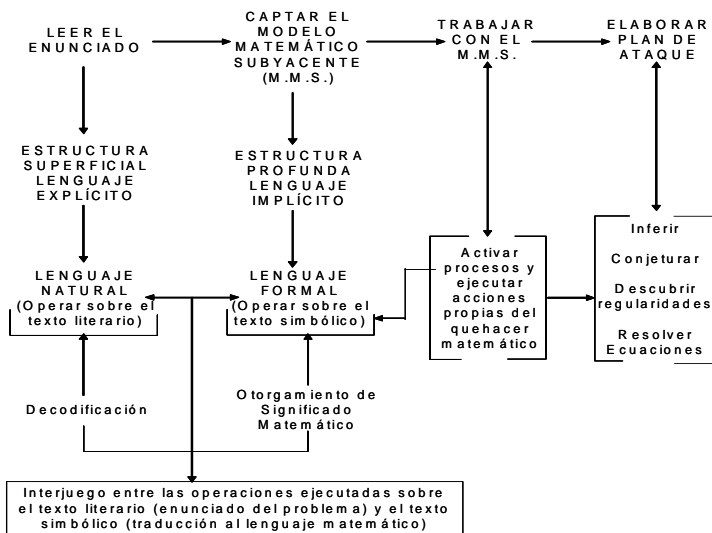 LEER EL
ENUNCIADO
CAPTAR EL
MODELO
MATEMÁTICO
SUBYACENTE
(M.M.S.)
TRABAJAR
CON EL
M.M.S.
ELABORAR
PLAN DE
ATAQUE
ESTRUCTURA
SUPERFICIAL
LENGUAJE
EXPLÍCITO
ESTRUCTURA
PROFUNDA
LENGUAJE
IMPLÍCITO
LENGUAJE
NATURAL
(Operar sobre el
texto literario)
LENGUAJE
FORMAL
(Operar sobre el
texto simbólico)
Activar
procesos y
ejecutar
acciones
propias del
quehacer
matemático
Inferir
Conjeturar
Descubrir
regularidades
Resolver
Ecuaciones
Decodificación
Otorgamiento de
Significado
Matemático
Interjuego entre las operaciones ejecutadas sobre
el texto literario (enunciado del problema) y el texto
simbólico (traducción al lenguaje matemático)